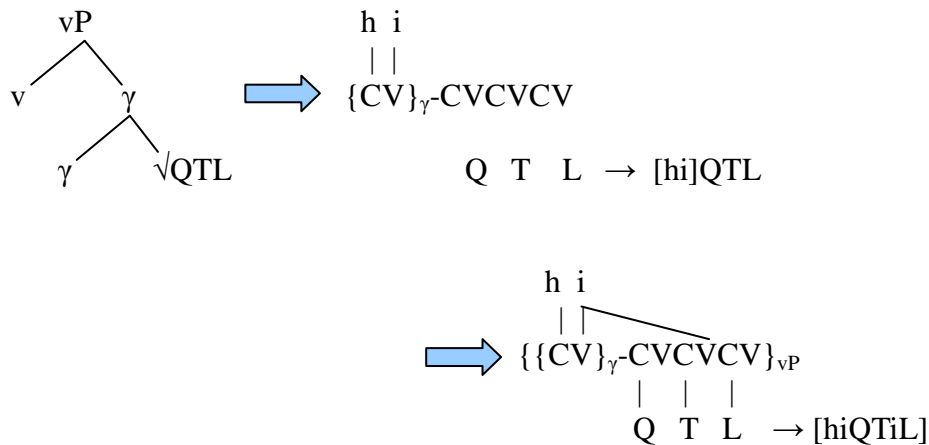 vP
h i
v γ
{CV}γ-CVCVCV
γ √QTL
Q T L → [hi]QTL
h i
{{CV}γ-CVCVCV}vP
Q T L → [hiQTiL]